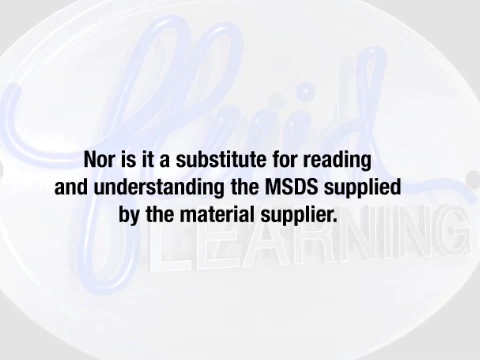 Nor is it a substitute for reading
and understanding the MSDS supplied
by the material supplier.
fluid
LEARNING